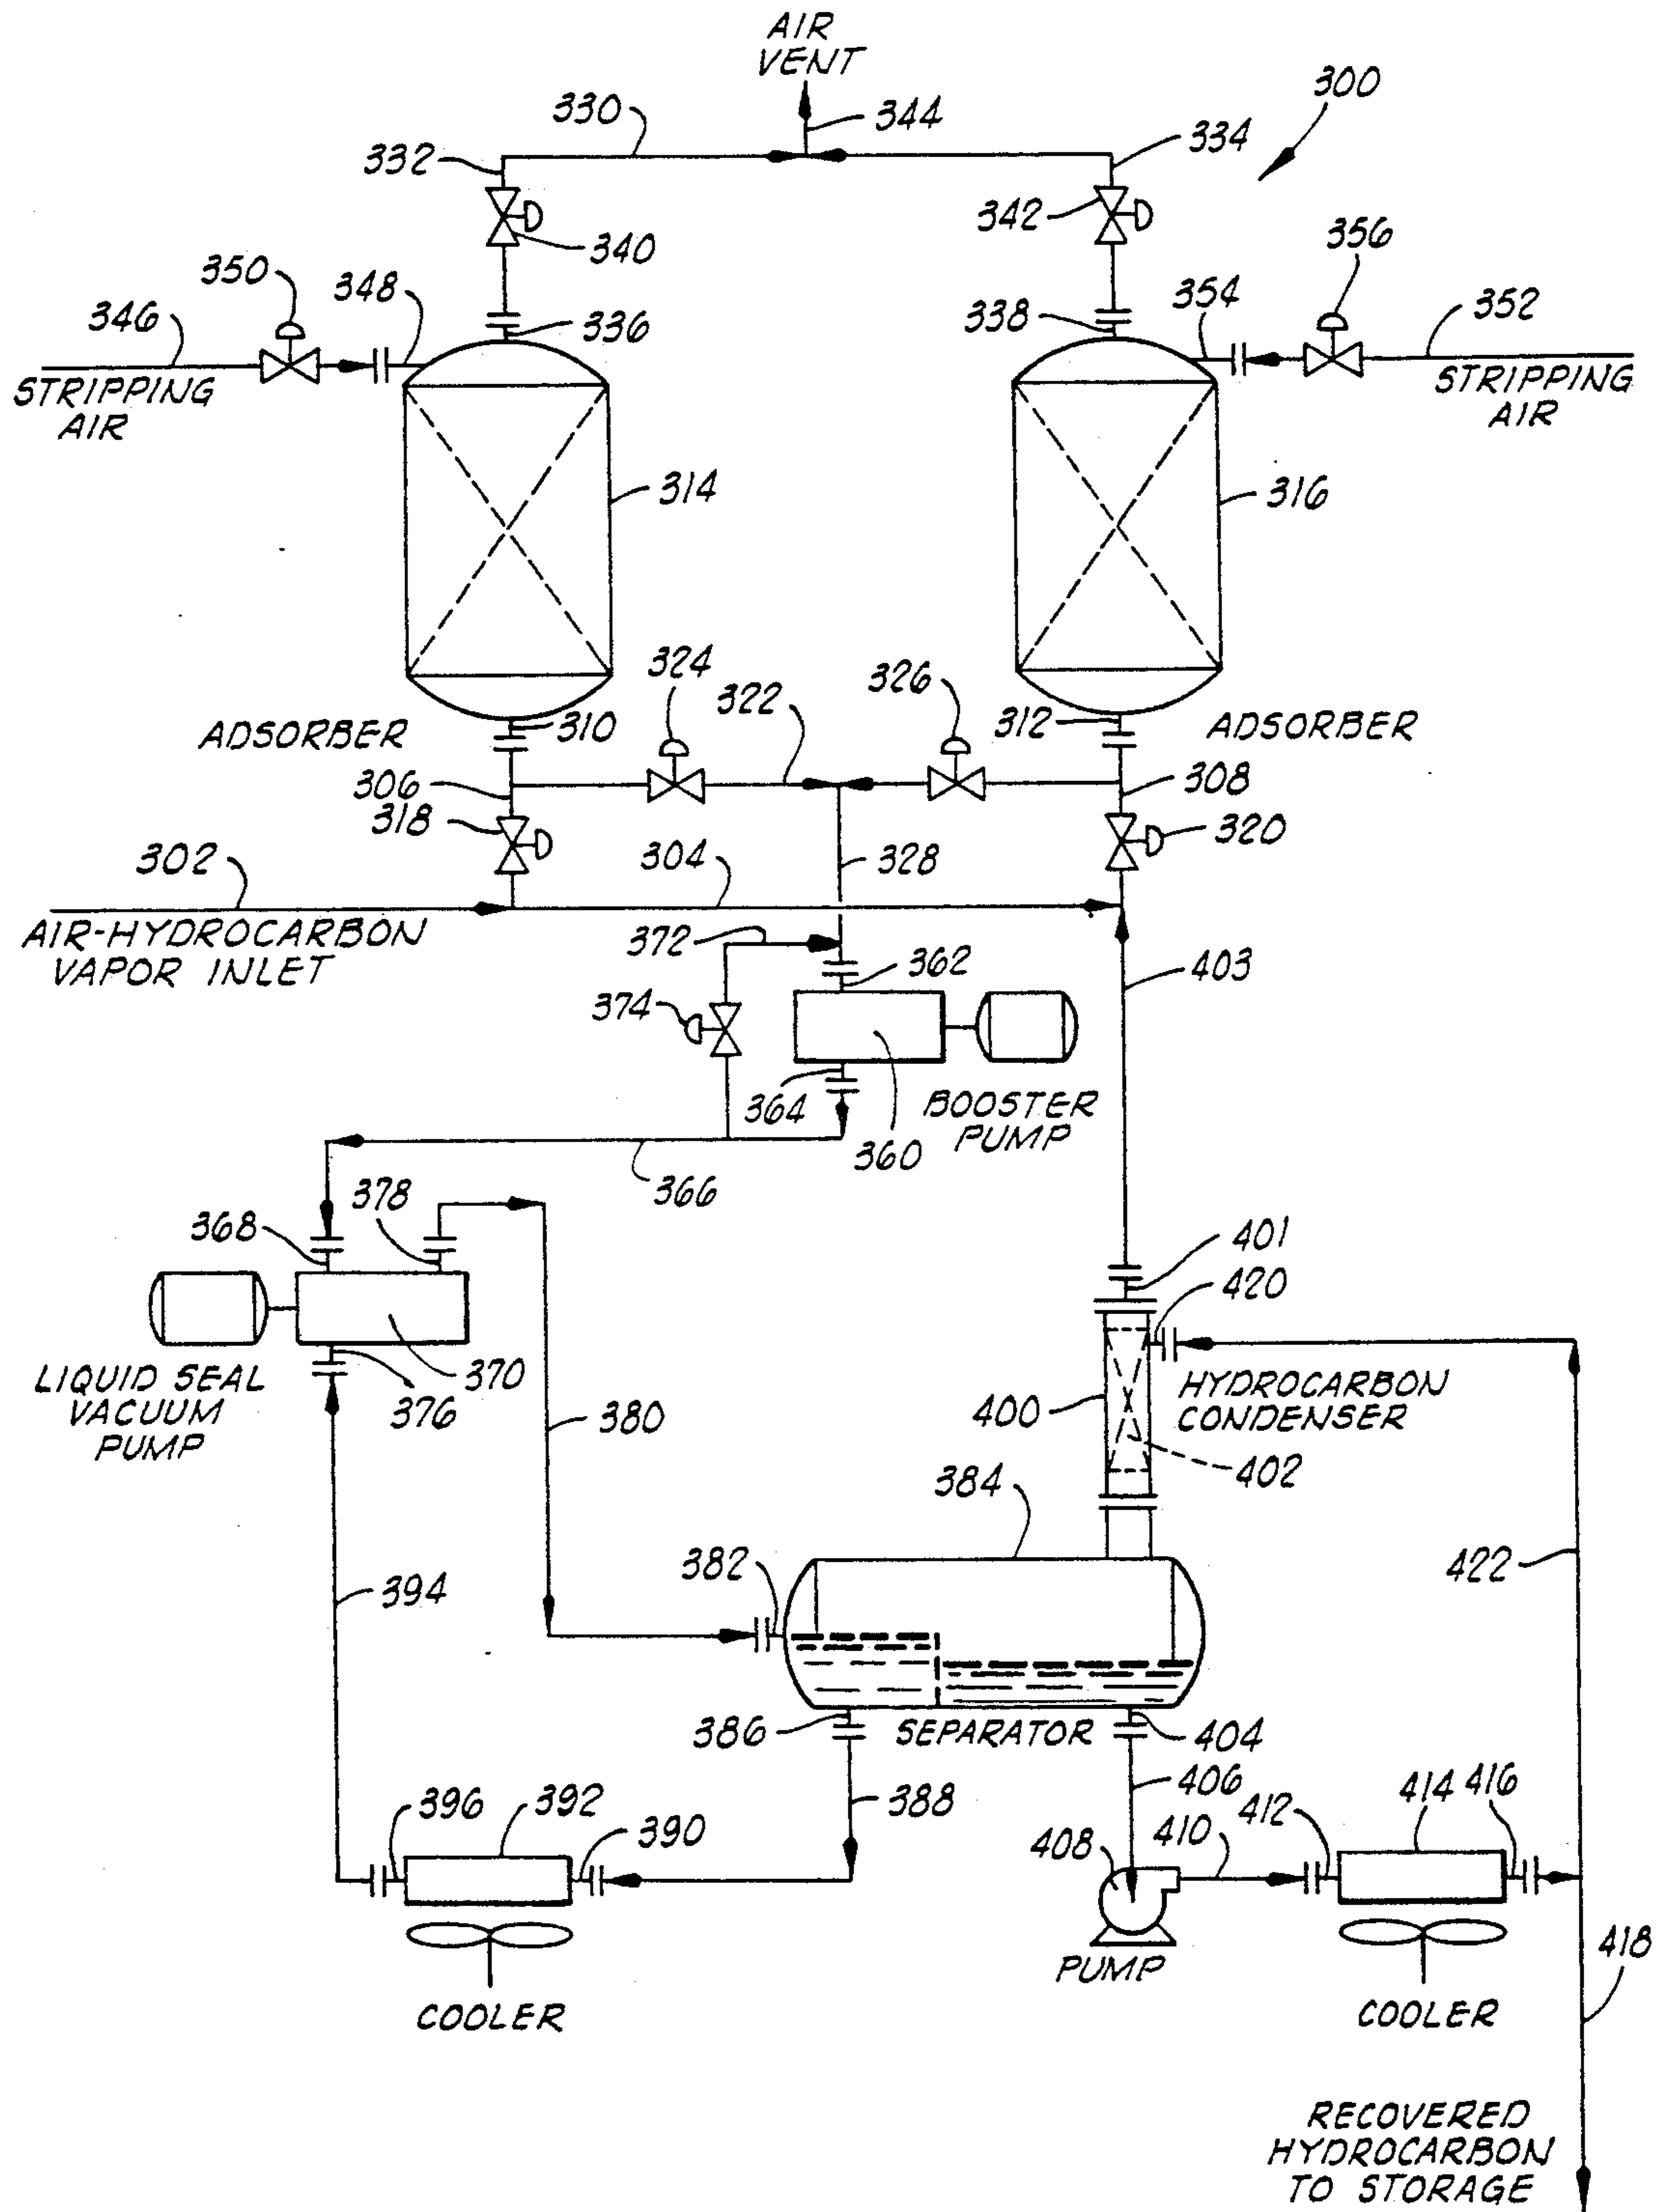 AIR
VENT
300
330
344
332
334
342
340
356
350
348
354
346
336
338
352
STRIPPING
AIR
STRIPPING
AIR
314
316
324
326
322
310
312
ADSORBER
ADSORBER
306
308
318
320
302
304
328
AIR-HYDROCARBON
VAPOR INLET
372
362
403
374
364
BOOSTER
PUMP
360
366
378
368
401
420
LIQUID SEAL
VACUUM
PUMP
370
376
HYDROCARBON
CONDENSER
400
380
402
384
382
422
394
386
SEPARATOR
404
406
388
396
392
390
408
410
412
414
416
PUMP
418
COOLER
COOLER
RECOVERED
HYDROCARBON
TO STORAGE